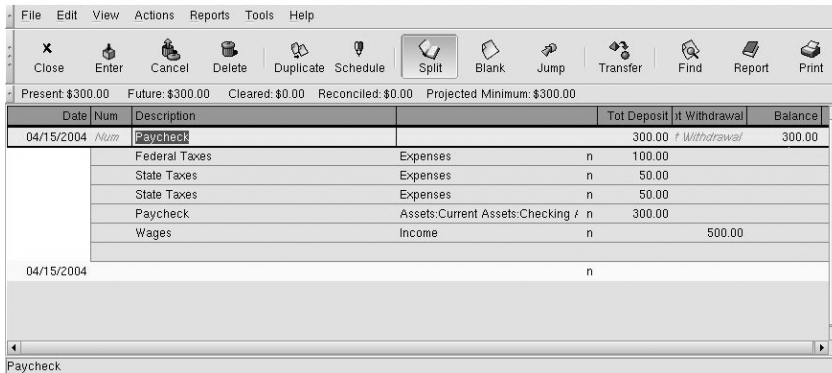 File Edit View Actions Reports Tools Help
Close Enter Cancel Delete Duplicate Schedule Split Blank Jump Transfer Find Report Print
Present: $300.00 Future: $300.00 Cleared: $0.00 Reconciled: $0.00 Projected Minimum: $300.00
Date Num Description Tot Deposit ot Withdrawal Balance
04/15/2004 Num Paycheck 300.00 t Withdrawal 300.00
Federal Taxes Expenses n 100.00
State Taxes Expenses n 50.00
State Taxes Expenses n 50.00
Paycheck Assets:Current Assets:Checking n 300.00
Wages Income n 500.00
04/15/2004 n
Paycheck